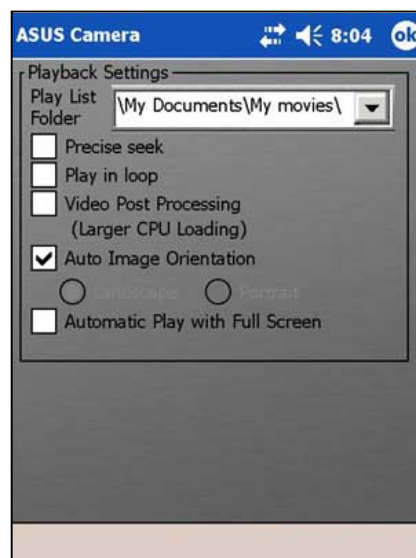 ASUS Camera 8:04 ok
Playback Settings
Play List
Folder
\My Documents\My movies\
Precise seek
Play in loop
Video Post Processing
(Larger CPU Loading)
Auto Image Orientation
Landscape Portrait
Automatic Play with Full Screen